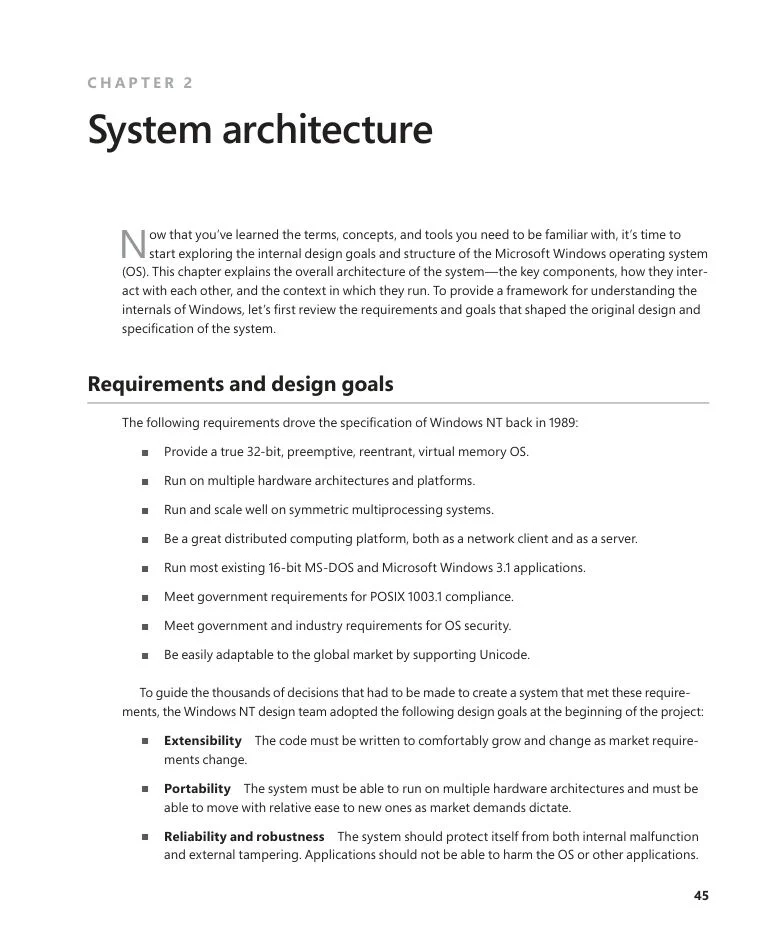 CHAPTER 2
System architecture
Now that you’ve learned the terms, concepts, and tools you need to be familiar with, it’s time to
start exploring the internal design goals and structure of the Microsoft Windows operating system
(OS). This chapter explains the overall architecture of the system—the key components, how they inter-
act with each other, and the context in which they run. To provide a framework for understanding the
internals of Windows, let’s first review the requirements and goals that shaped the original design and
specification of the system.
Requirements and design goals
The following requirements drove the specification of Windows NT back in 1989:
■ Provide a true 32-bit, preemptive, reentrant, virtual memory OS.
■ Run on multiple hardware architectures and platforms.
■ Run and scale well on symmetric multiprocessing systems.
■ Be a great distributed computing platform, both as a network client and as a server.
■ Run most existing 16-bit MS-DOS and Microsoft Windows 3.1 applications.
■ Meet government requirements for POSIX 1003.1 compliance.
■ Meet government and industry requirements for OS security.
■ Be easily adaptable to the global market by supporting Unicode.
To guide the thousands of decisions that had to be made to create a system that met these require-
ments, the Windows NT design team adopted the following design goals at the beginning of the project:
■ Extensibility The code must be written to comfortably grow and change as market require-
ments change.
■ Portability The system must be able to run on multiple hardware architectures and must be
able to move with relative ease to new ones as market demands dictate.
■ Reliability and robustness The system should protect itself from both internal malfunction
and external tampering. Applications should not be able to harm the OS or other applications.
45